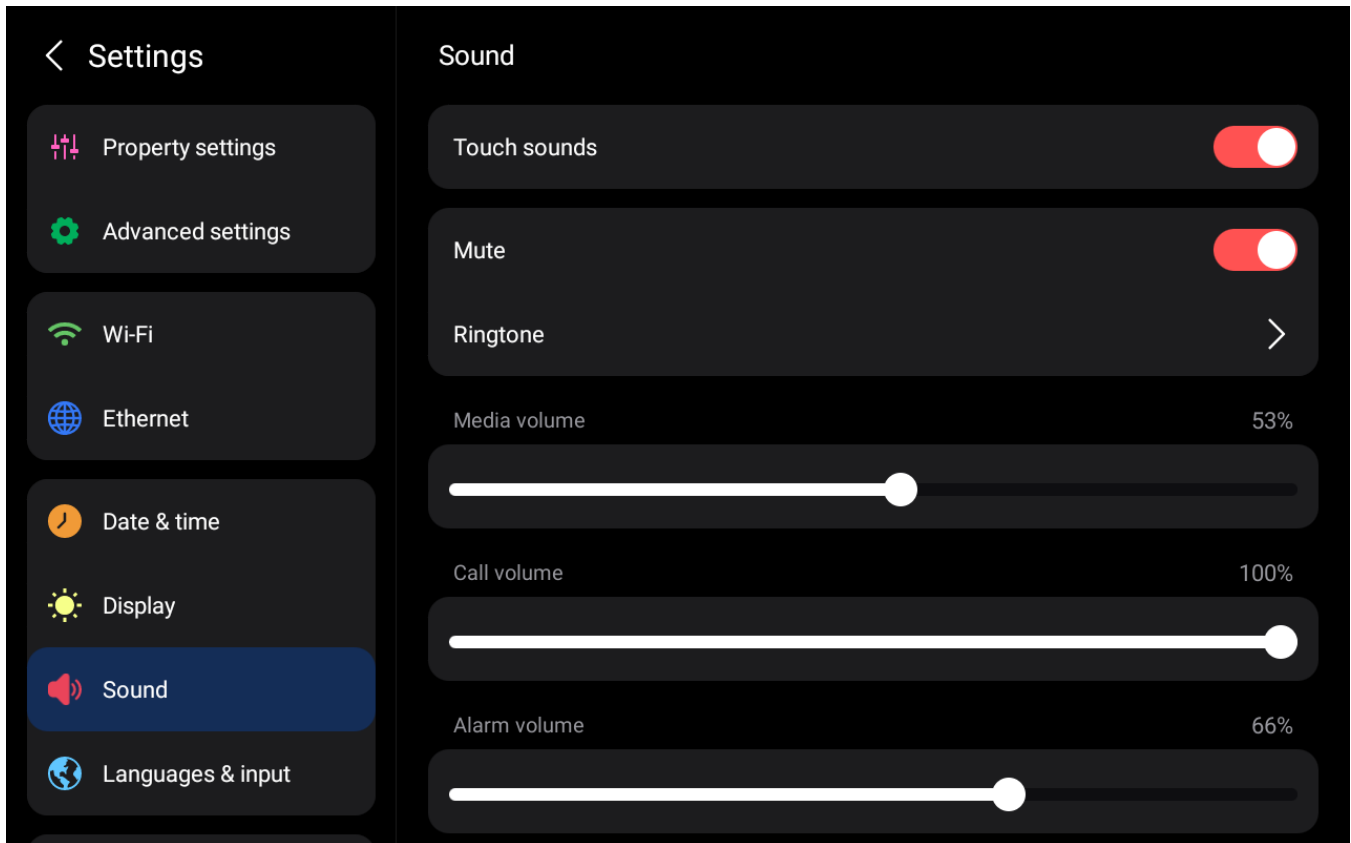 Settings
Property settings
Advanced settings
Wi-Fi
Ethernet
Date & time
Display
Sound
Languages & input
Sound
Touch sounds
Mute
Ringtone
Media volume 53%
Call volume 100%
Alarm volume 66%